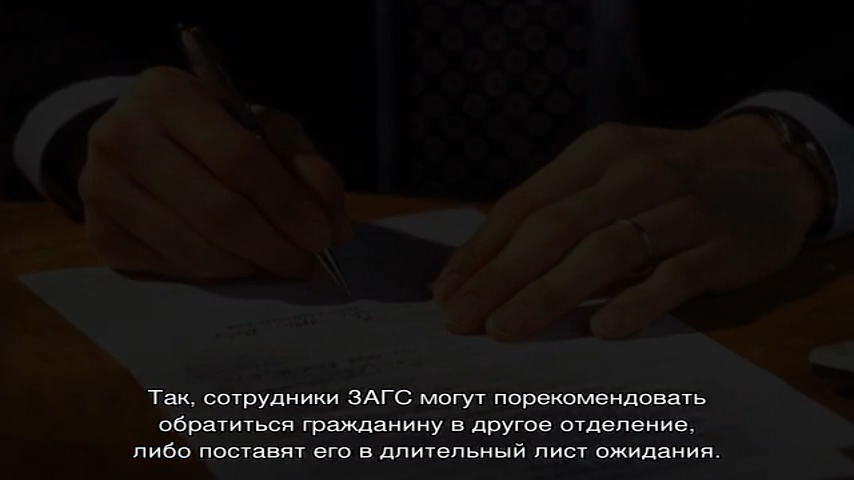 Так, сотрудники ЗАГС могут порекомендовать
обратиться гражданину в другое отделение,
либо поставят его в длительный лист ожидания.